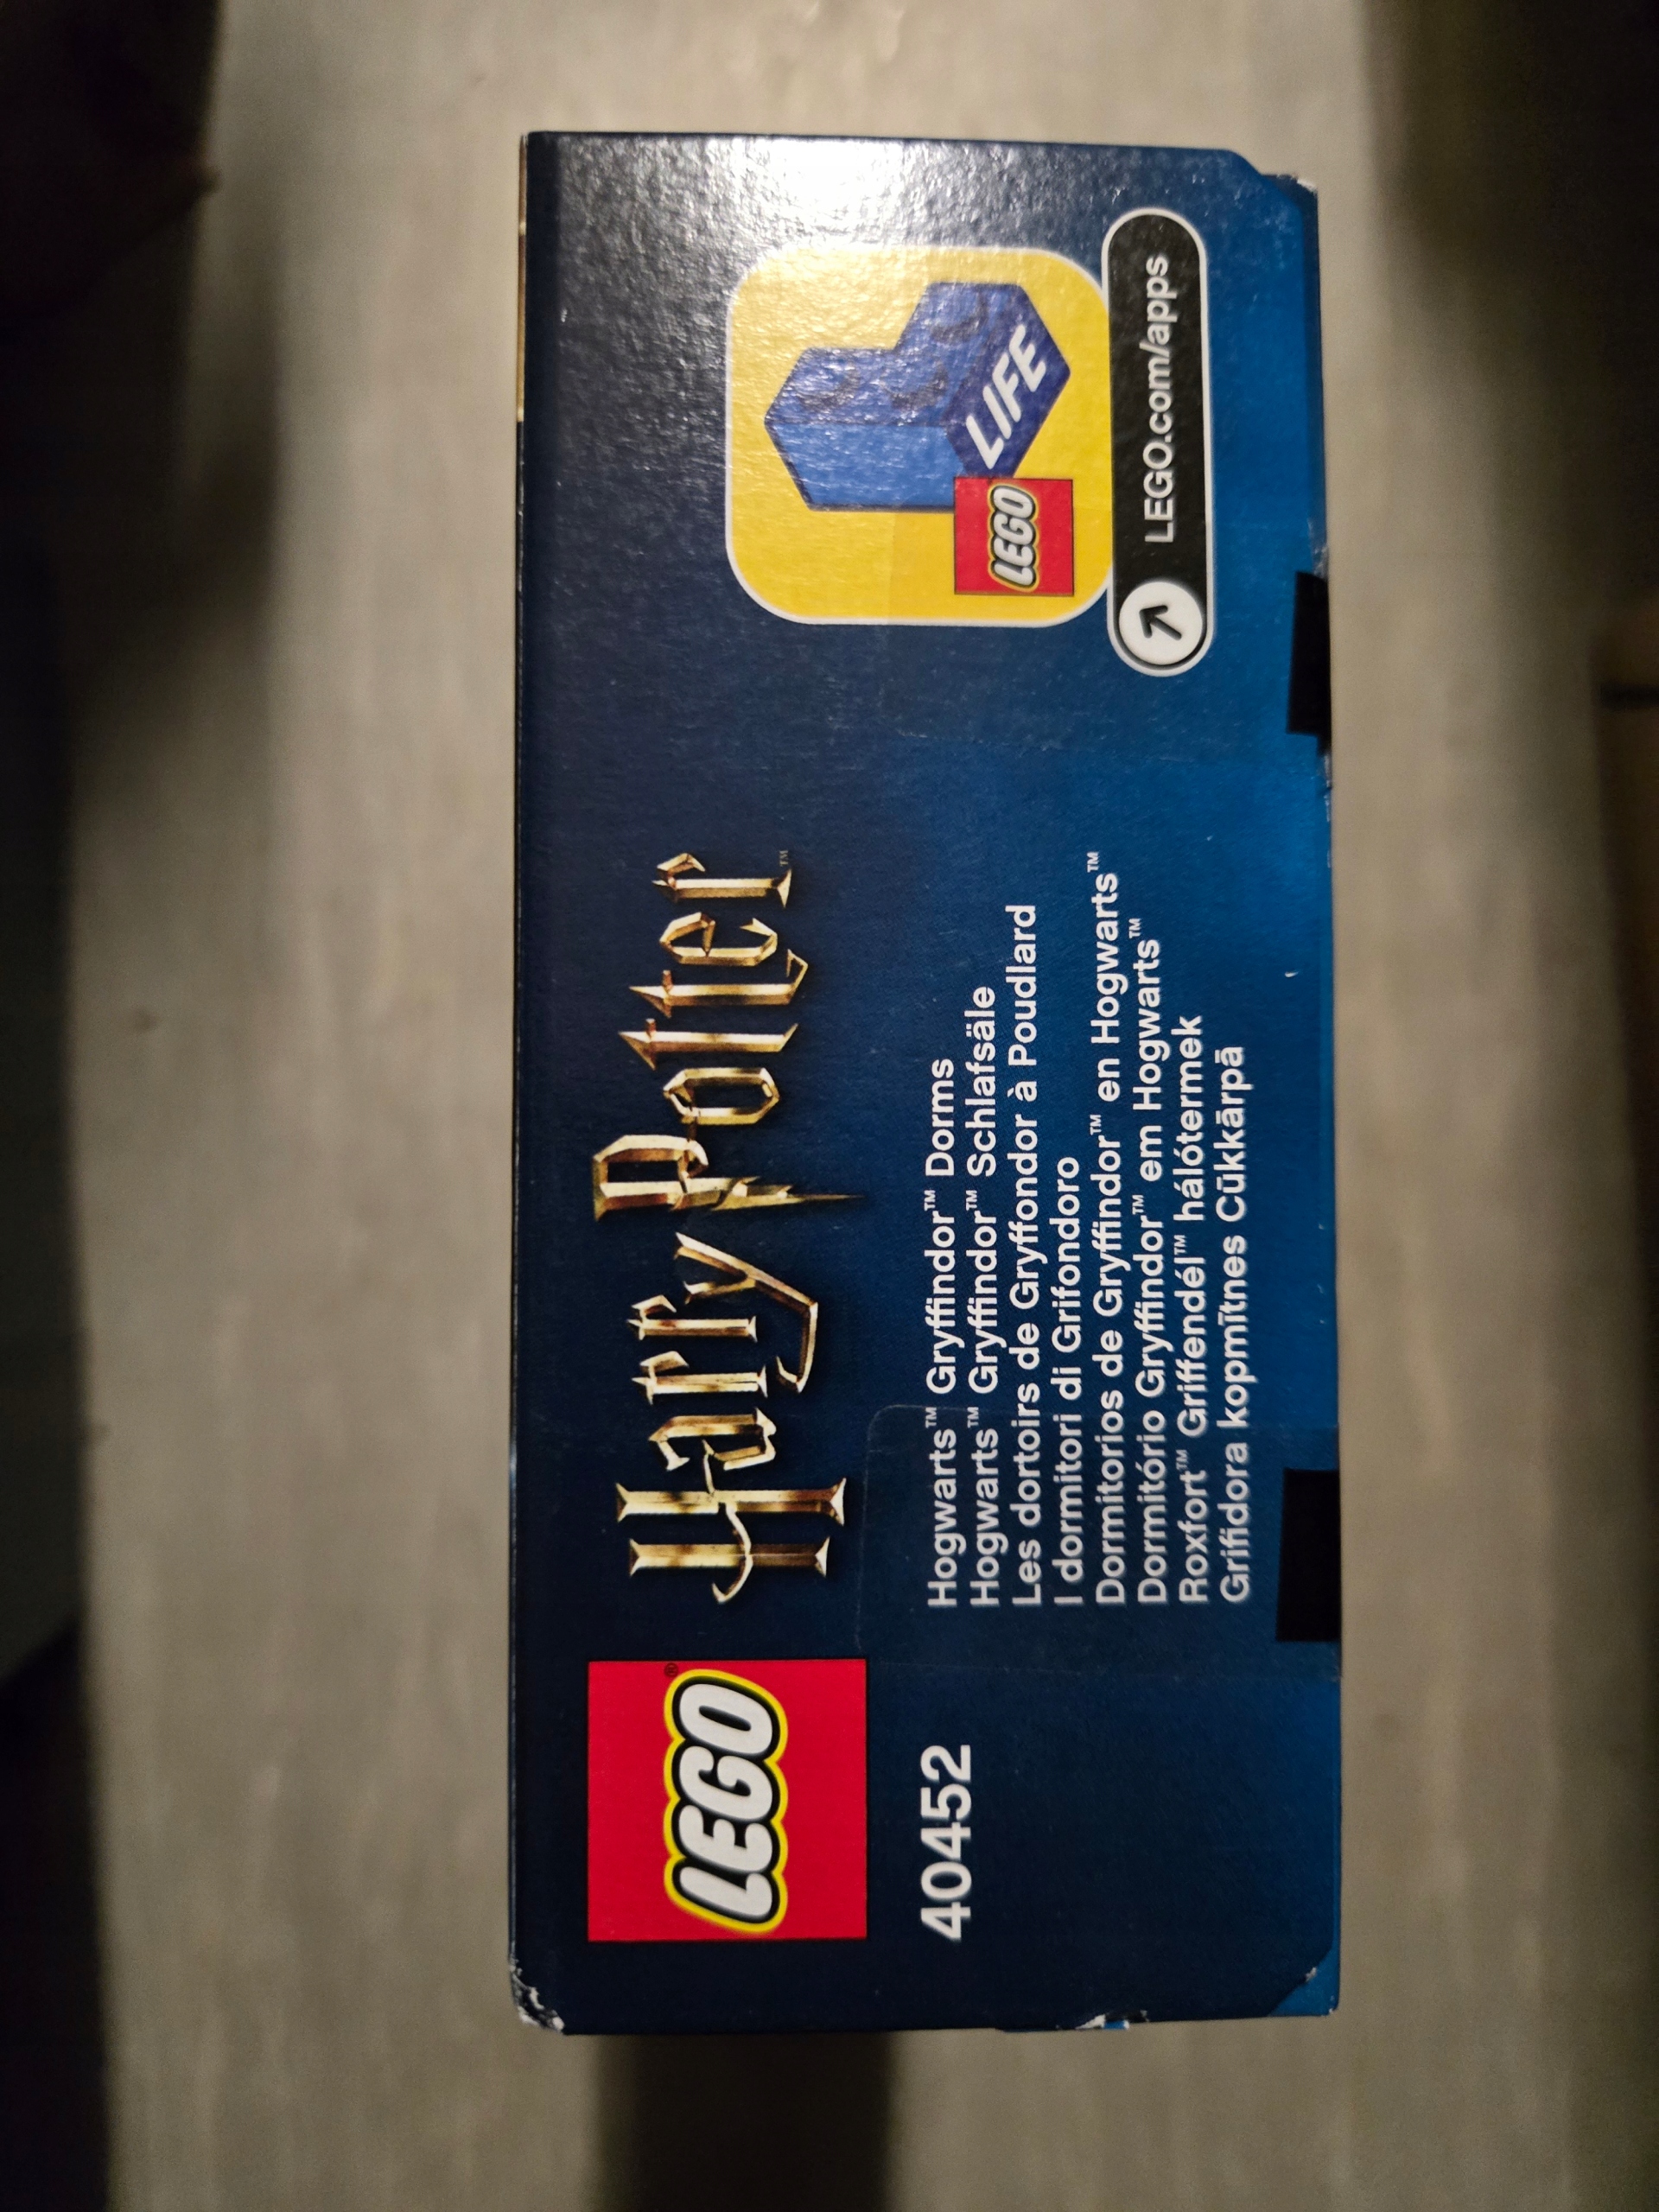 LEGO®
Harry Potter™
40452
Hogwarts™ Gryffindor™ Dorms
Hogwarts™ Gryffindor™ Schlafsäle
Les dortoirs de Gryffondor à Poudlard
I dormitori di Grifondoro
Dormitorios de Gryffindor™ en Hogwarts™
Dormitório Gryffindor™ em Hogwarts™
Roxfort™ Griffendél™ hálótermek
Grifidora kopmītnes Cūkkārpā
LEGO LIFE
LEGO.com/apps